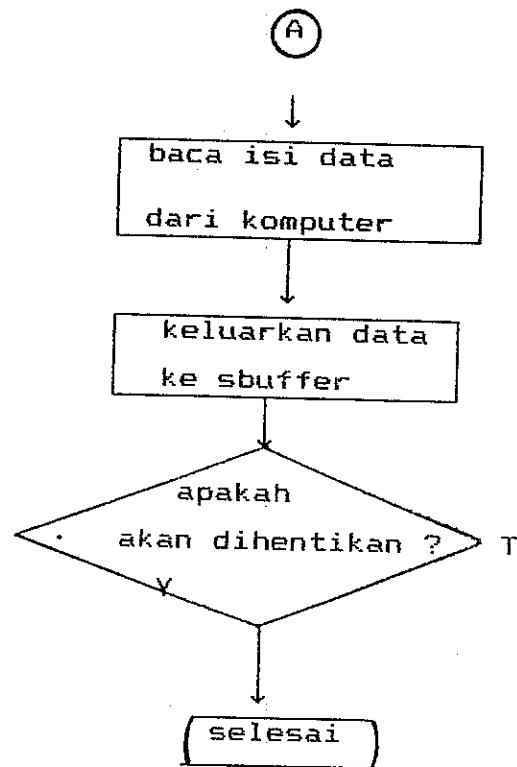 A
baca isi data
dari komputer
keluarkan data
ke sbuffer
apakah
akan dihentikan ? T
Y
selesai